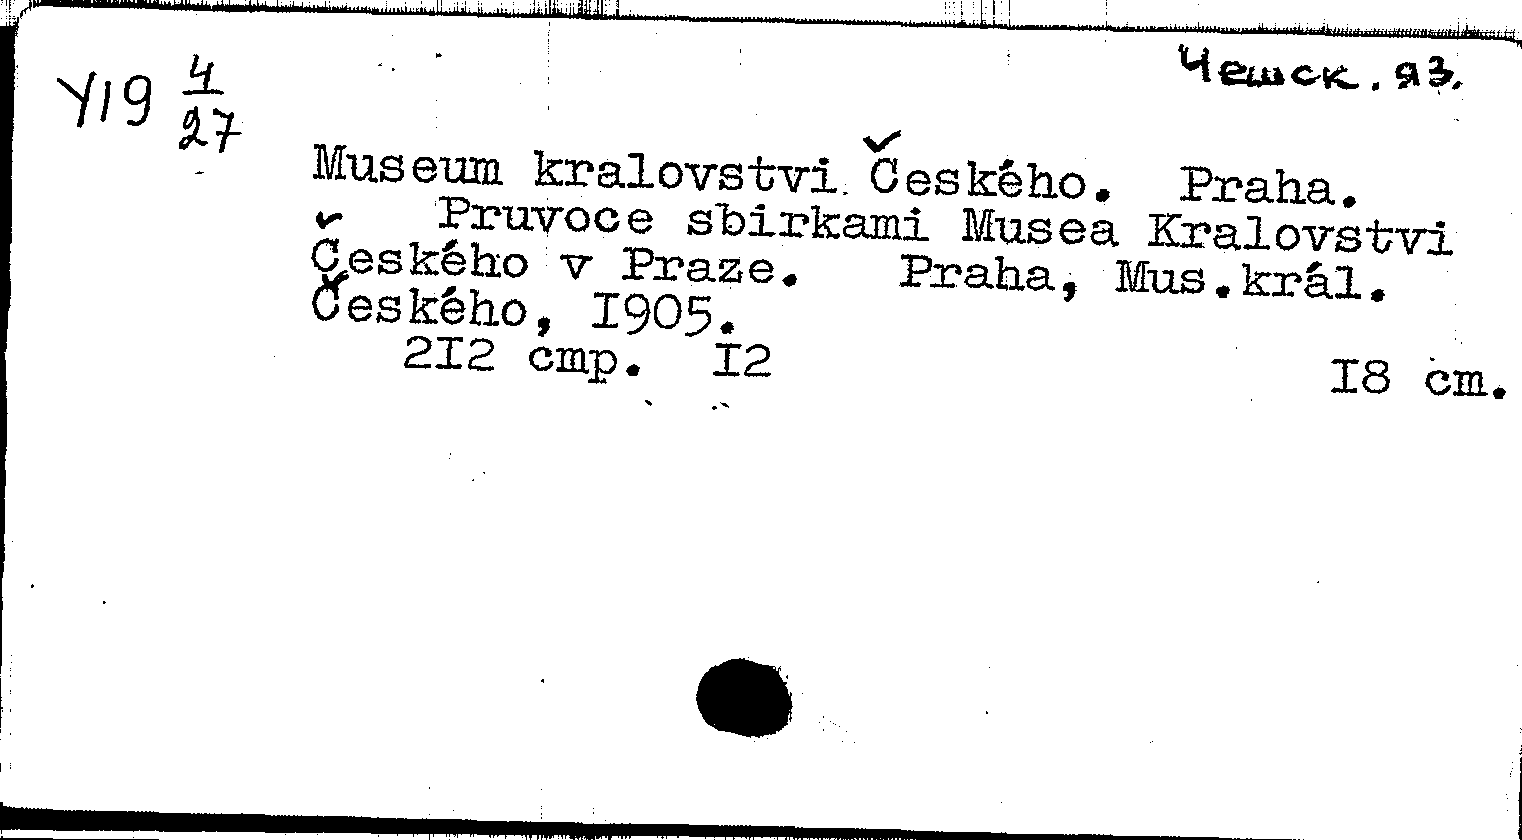 Чешск. яз.
У19 4/27
Museum kralovstvi Českého. Praha.
Pruvoce sbirkami Musea Kralovstvi
Českého v Praze. Praha, Mus.král.
Českého, I905.
2I2 cmp. I2 I8 cm.